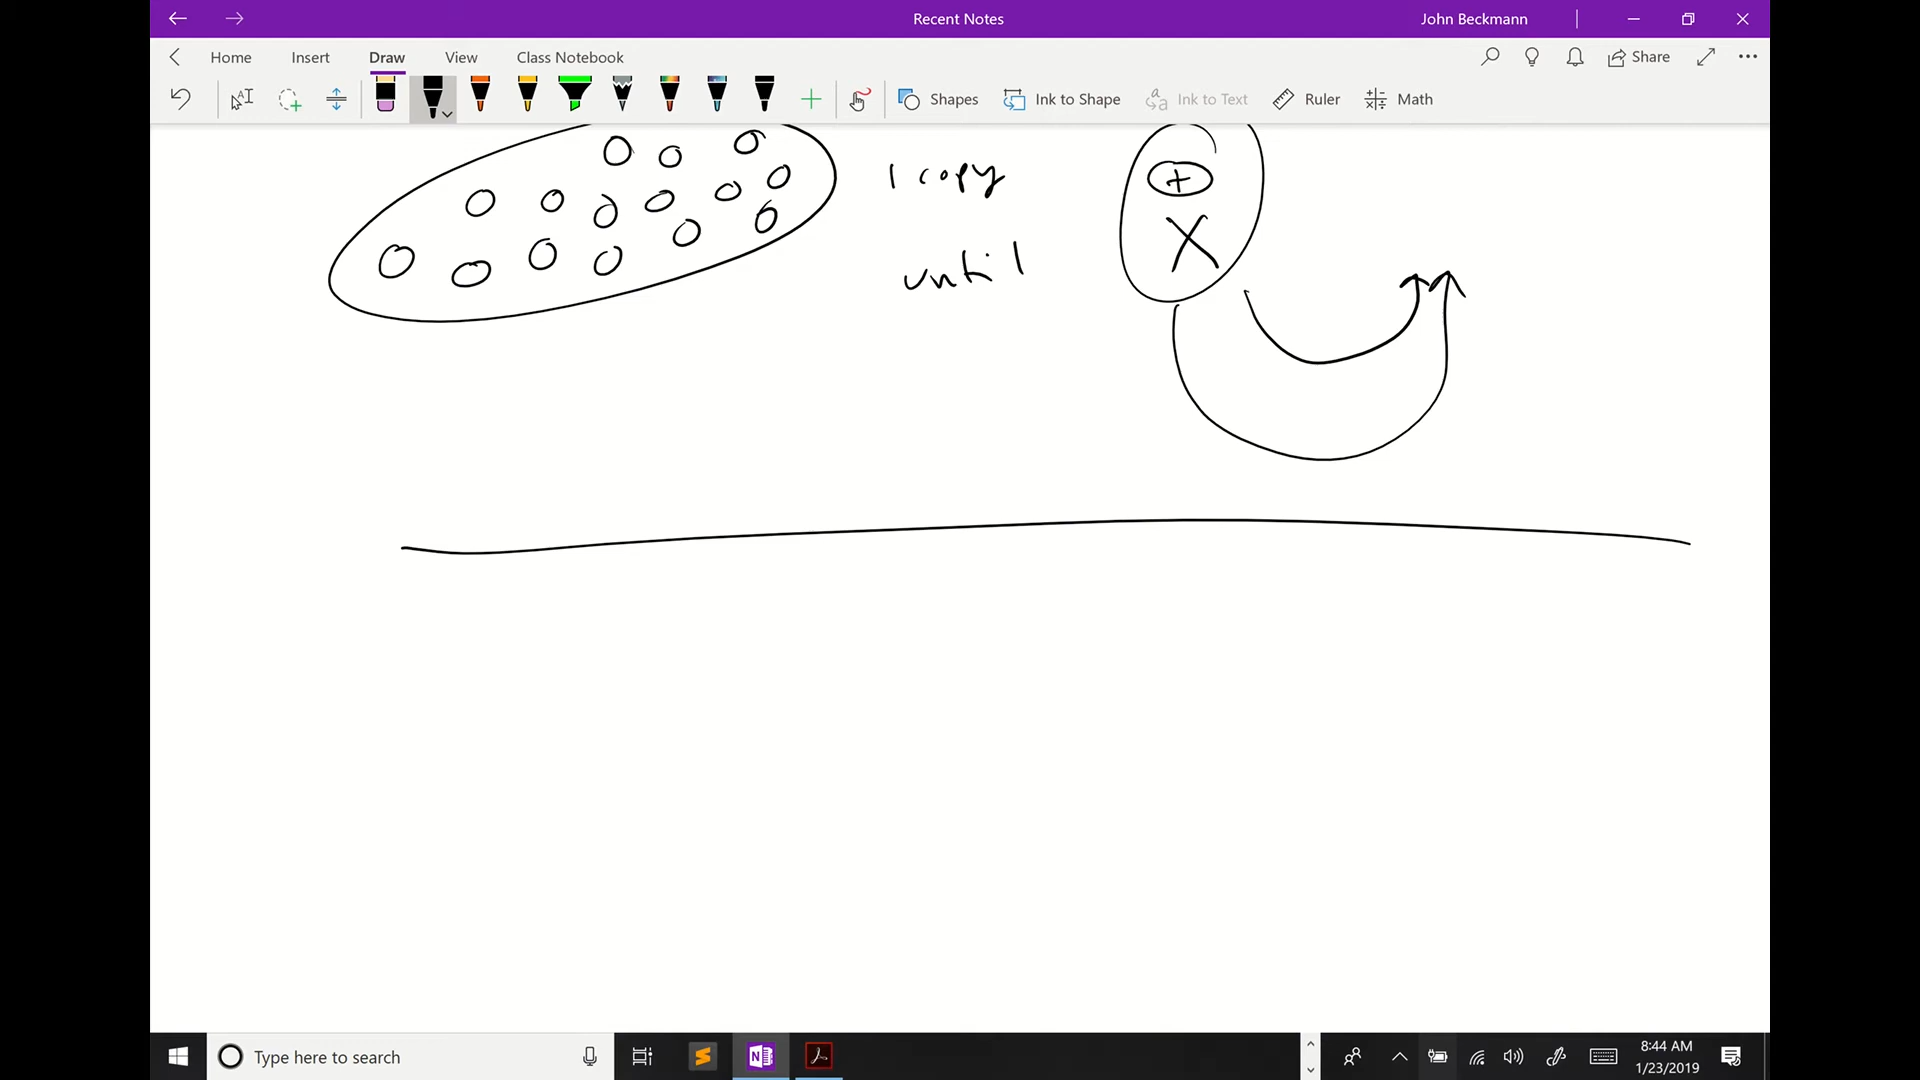 Recent Notes
John Beckmann
Home Insert Draw View Class Notebook
Share
Shapes Ink to Shape Ink to Text Ruler Math
1 copy
until
+
X
Type here to search
8:44 AM
1/23/2019